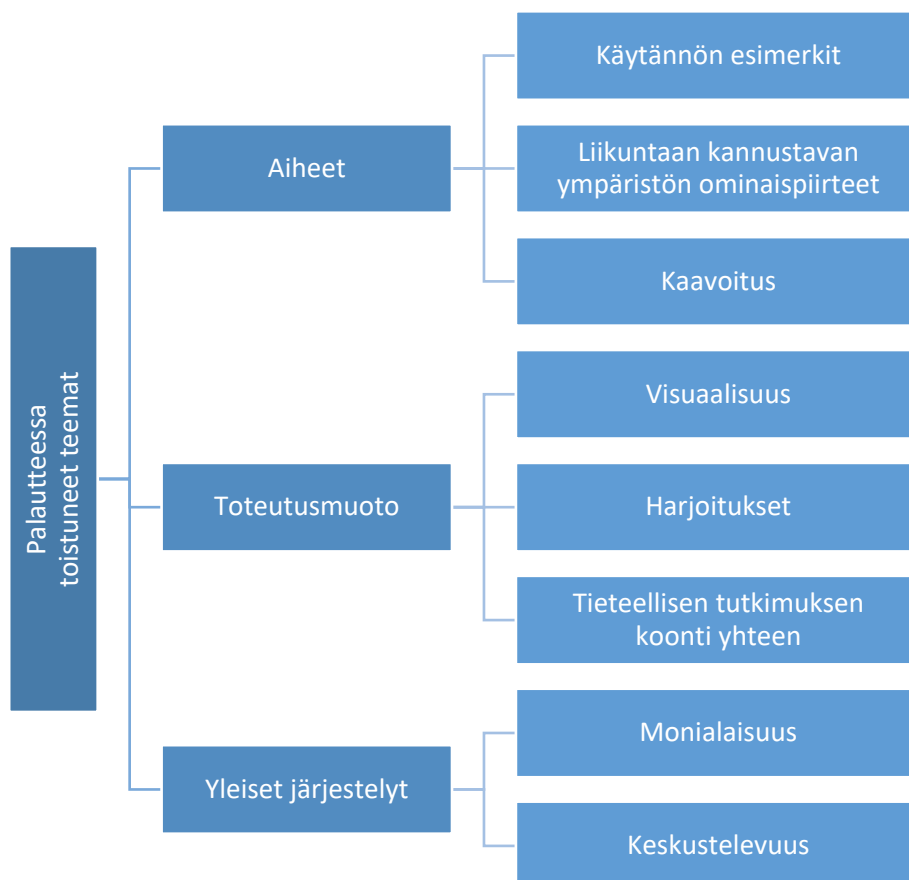 Palautteessa
toistuneet teemat
Aiheet
Käytännön esimerkit
Liikuntaan kannustavan
ympäristön ominaispiirteet
Kaavoitus
Toteutusmuoto
Visuaalisuus
Harjoitukset
Tieteellisen tutkimuksen
koonti yhteen
Yleiset järjestelyt
Monialaisuus
Keskustelevuus